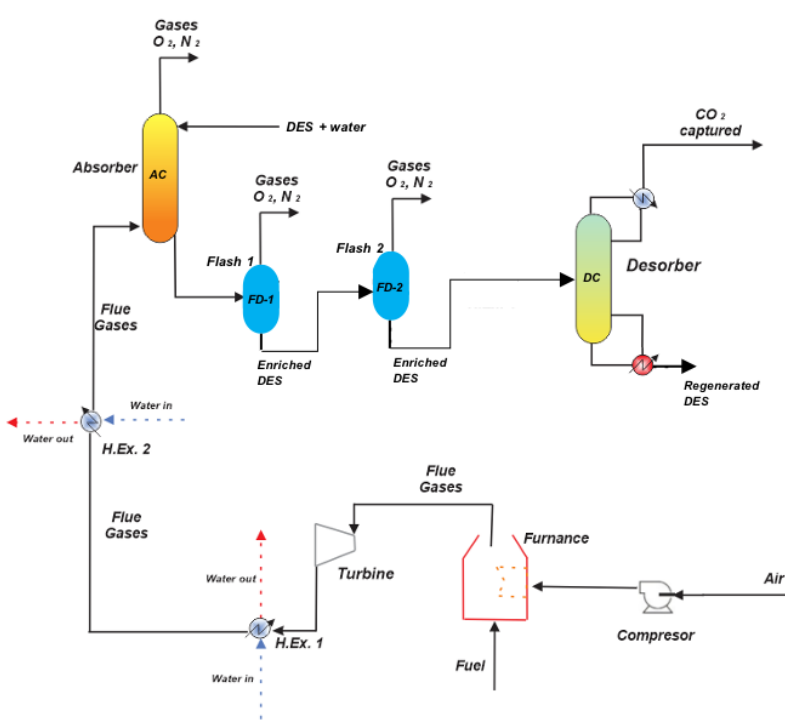 Gases
O 2, N 2
DES + water
Absorber
AC
CO 2
captured
Gases
O 2, N 2
Gases
O 2, N 2
Flash 1
Flash 2
FD-1
FD-2
DC
Desorber
Flue
Gases
Enriched
DES
Enriched
DES
Regenerated
DES
Water in
Water out
H.Ex. 2
Flue
Gases
Flue
Gases
Furnance
Turbine
Water out
Air
H.Ex. 1
Compresor
Fuel
Water in